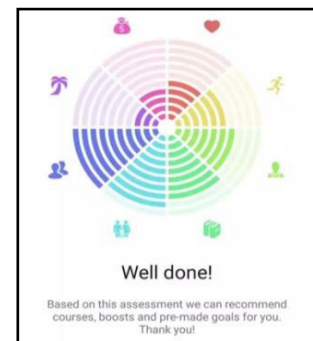 Well done!
Based on this assessment we can recommend
courses, boosts and pre-made goals for you.
Thank you!